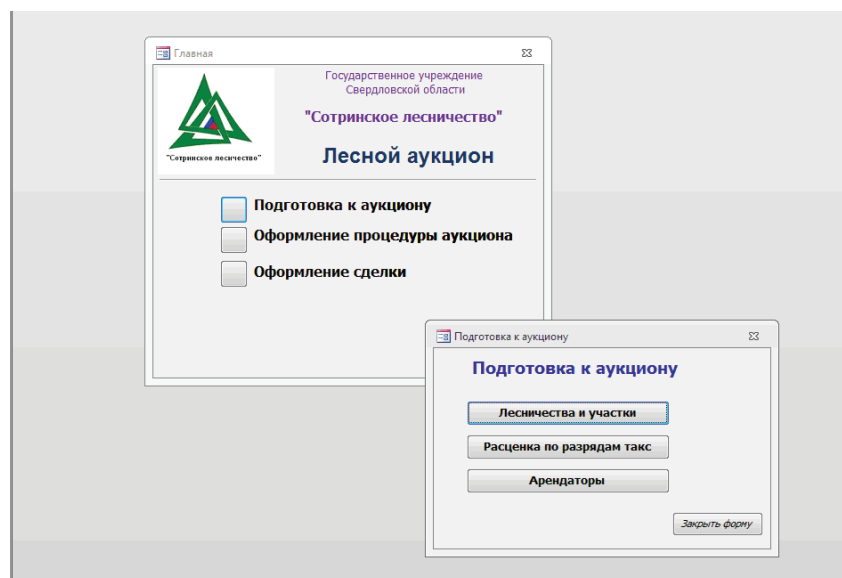 Главная
Государственное учреждение
Свердловской области
"Сотринское лесничество"
Лесной аукцион
"Сотринское лесничество"
Подготовка к аукциону
Оформление процедуры аукциона
Оформление сделки
Подготовка к аукциону
Подготовка к аукциону
Лесничества и участки
Расценка по разрядам такс
Арендаторы
Закрыть форму